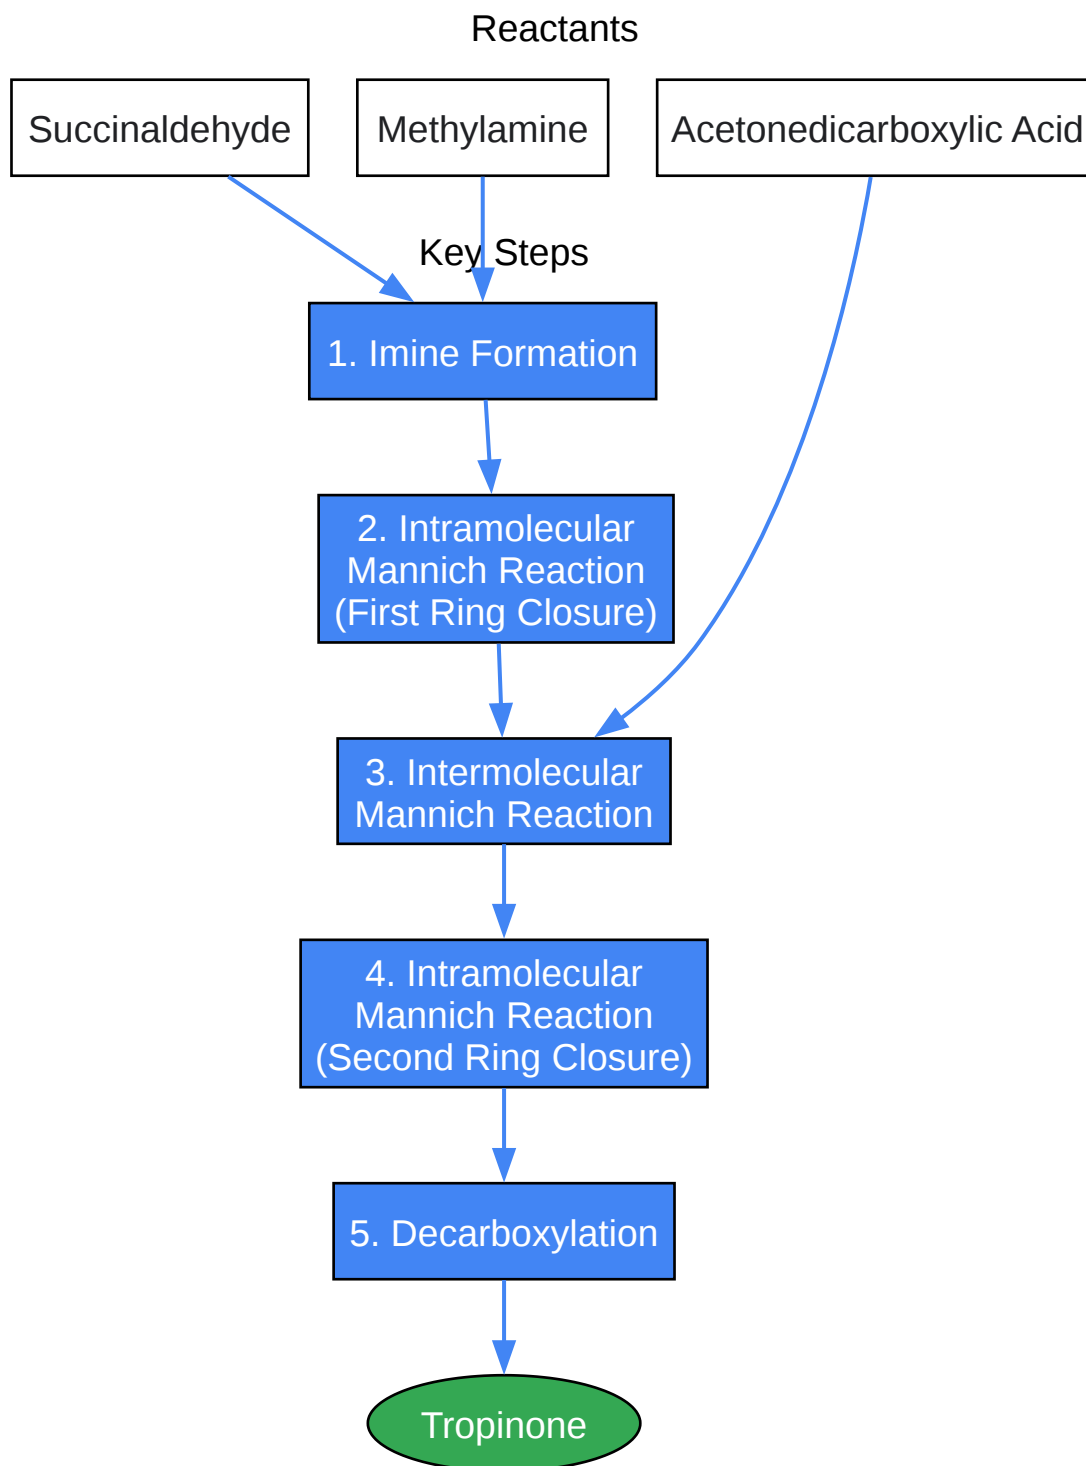 Reactants
Succinaldehyde
Methylamine
Acetonedicarboxylic Acid
Key Steps
1. Imine Formation
2. Intramolecular
Mannich Reaction
(First Ring Closure)
3. Intermolecular
Mannich Reaction
4. Intramolecular
Mannich Reaction
(Second Ring Closure)
5. Decarboxylation
Tropinone